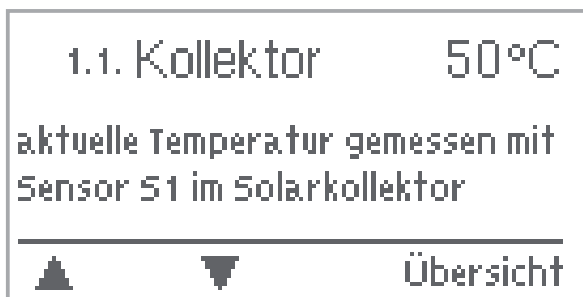 1.1. Kollektor 50°C
aktuelle Temperatur gemessen mit
Sensor S1 im Solarkollektor
Übersicht